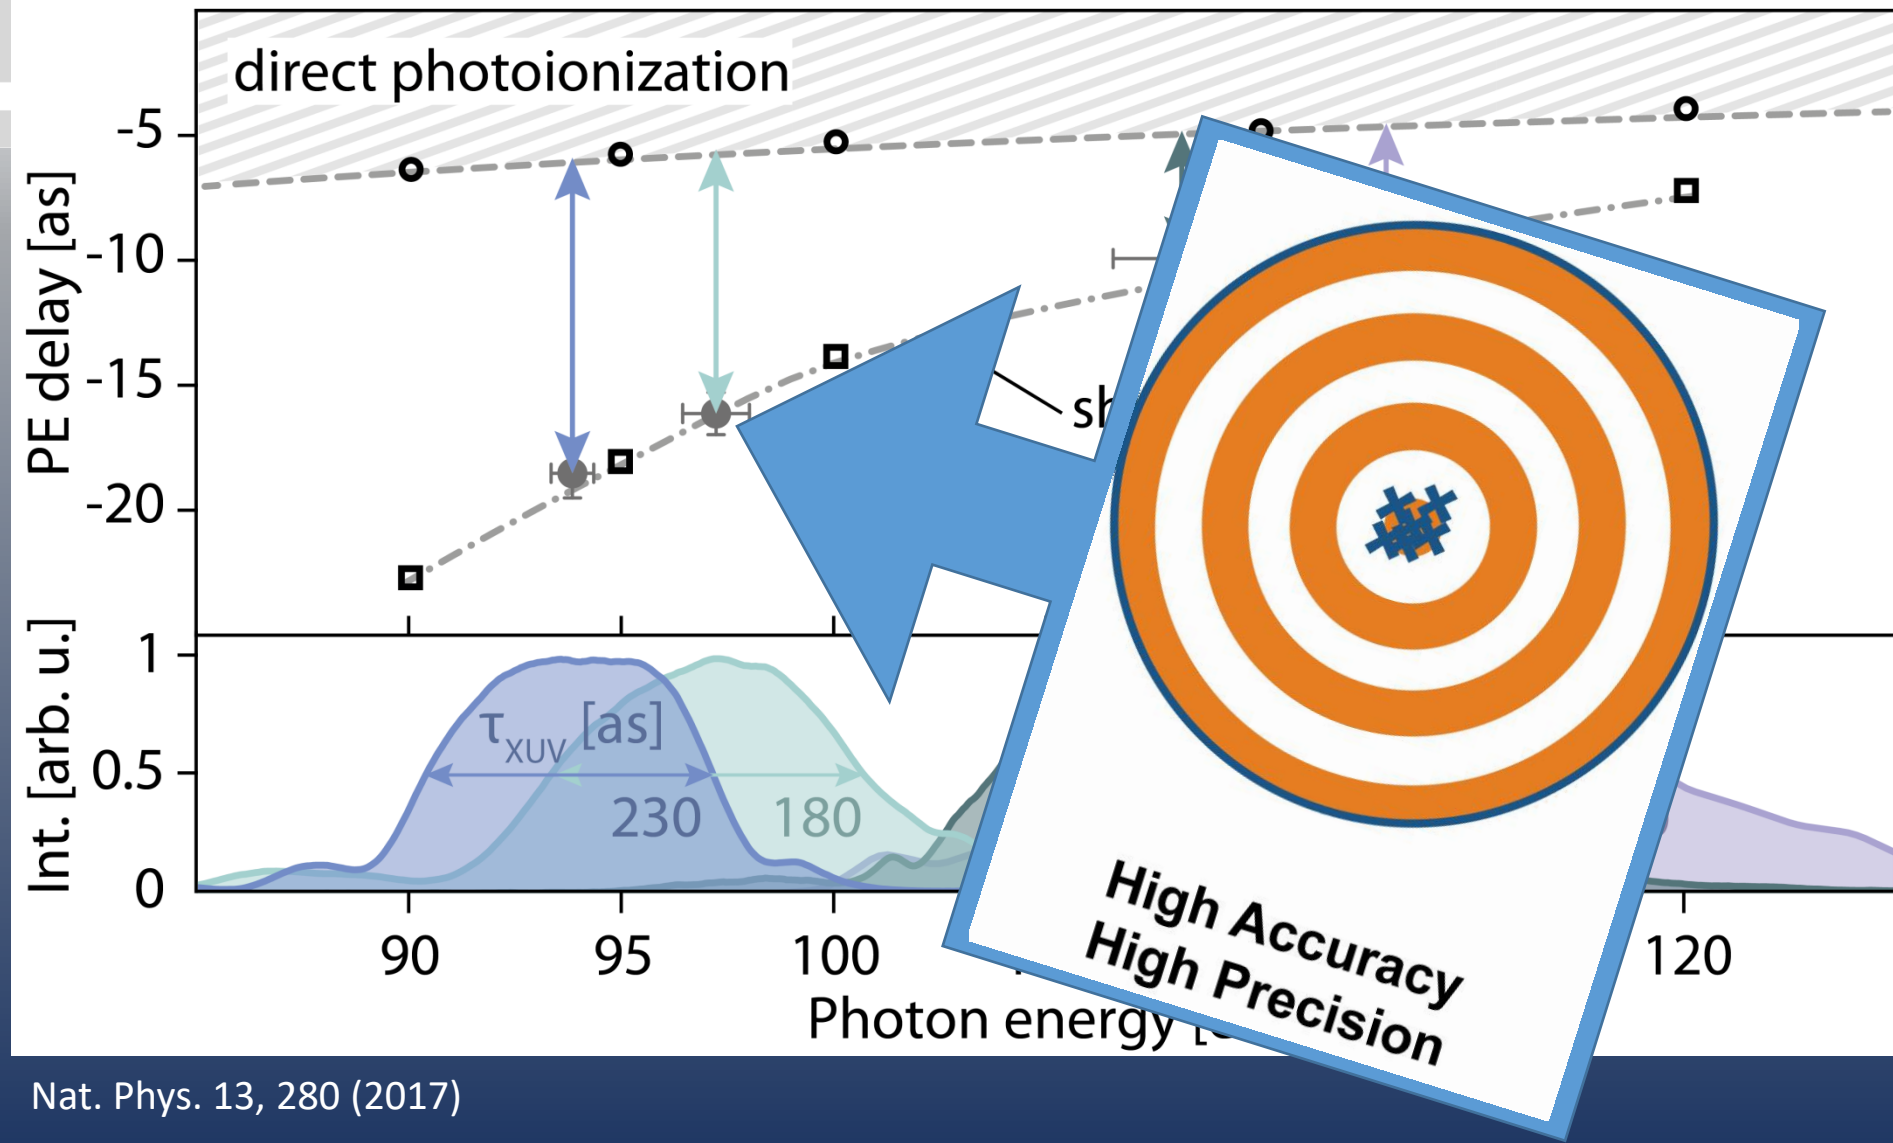 direct photoionization
-5
-10
-15
-20
PE delay [as]
sh
1
0.5
0
Int. [arb. u.]
τXUV [as]
230
180
90
95
100
120
Photon energy [
High Accuracy
High Precision
Nat. Phys. 13, 280 (2017)